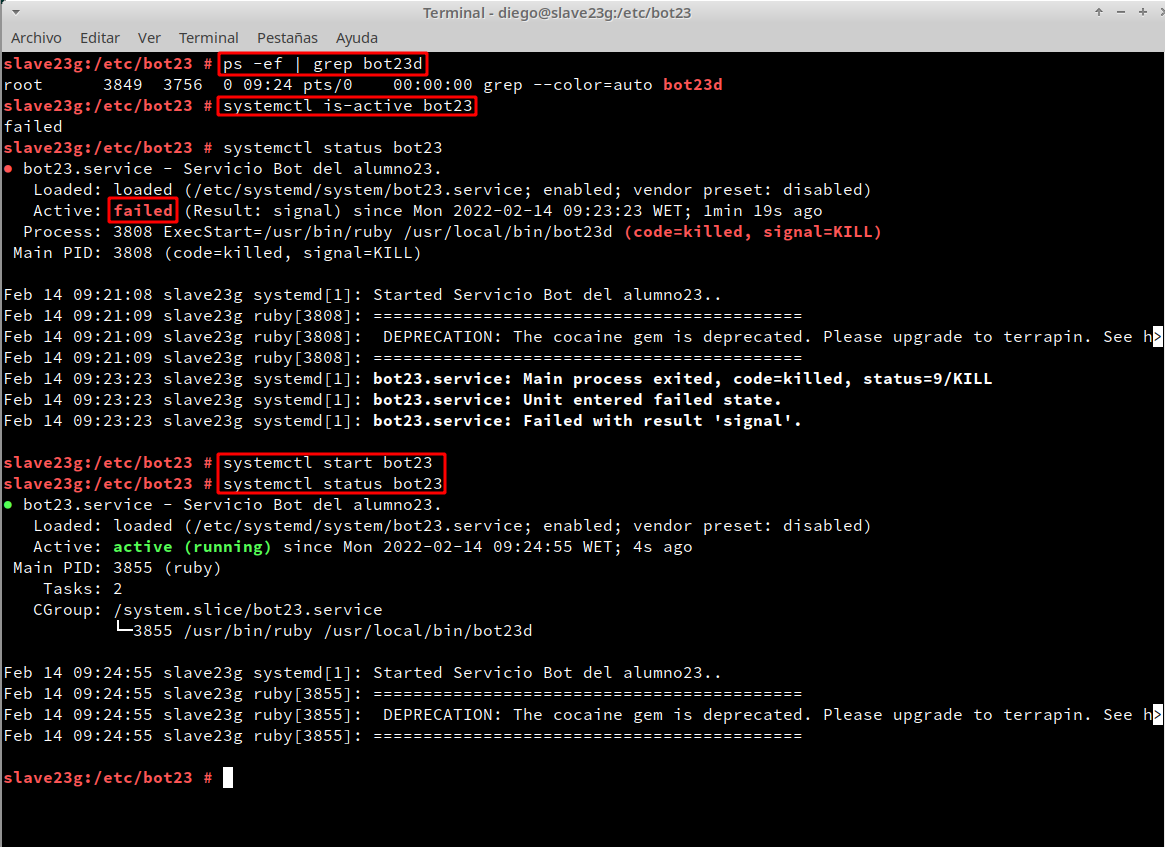 Terminal - diego@slave23g:/etc/bot23
Archivo Editar Ver Terminal Pestañas Ayuda
slave23g:/etc/bot23 # ps -ef | grep bot23d
root      3849  3756  0 09:24 pts/0    00:00:00 grep --color=auto bot23d
slave23g:/etc/bot23 # systemctl is-active bot23
failed
slave23g:/etc/bot23 # systemctl status bot23
● bot23.service - Servicio Bot del alumno23.
   Loaded: loaded (/etc/systemd/system/bot23.service; enabled; vendor preset: disabled)
   Active: failed (Result: signal) since Mon 2022-02-14 09:23:23 WET; 1min 19s ago
  Process: 3808 ExecStart=/usr/bin/ruby /usr/local/bin/bot23d (code=killed, signal=KILL)
 Main PID: 3808 (code=killed, signal=KILL)
Feb 14 09:21:08 slave23g systemd[1]: Started Servicio Bot del alumno23..
Feb 14 09:21:09 slave23g ruby[3808]: ===========================================
Feb 14 09:21:09 slave23g ruby[3808]:  DEPRECATION: The cocaine gem is deprecated. Please upgrade to terrapin. See h>
Feb 14 09:21:09 slave23g ruby[3808]: ===========================================
Feb 14 09:23:23 slave23g systemd[1]: bot23.service: Main process exited, code=killed, status=9/KILL
Feb 14 09:23:23 slave23g systemd[1]: bot23.service: Unit entered failed state.
Feb 14 09:23:23 slave23g systemd[1]: bot23.service: Failed with result 'signal'.
slave23g:/etc/bot23 # systemctl start bot23
slave23g:/etc/bot23 # systemctl status bot23
● bot23.service - Servicio Bot del alumno23.
   Loaded: loaded (/etc/systemd/system/bot23.service; enabled; vendor preset: disabled)
   Active: active (running) since Mon 2022-02-14 09:24:55 WET; 4s ago
 Main PID: 3855 (ruby)
    Tasks: 2
   CGroup: /system.slice/bot23.service
           └─3855 /usr/bin/ruby /usr/local/bin/bot23d
Feb 14 09:24:55 slave23g systemd[1]: Started Servicio Bot del alumno23..
Feb 14 09:24:55 slave23g ruby[3855]: ===========================================
Feb 14 09:24:55 slave23g ruby[3855]:  DEPRECATION: The cocaine gem is deprecated. Please upgrade to terrapin. See h>
Feb 14 09:24:55 slave23g ruby[3855]: ===========================================
slave23g:/etc/bot23 #